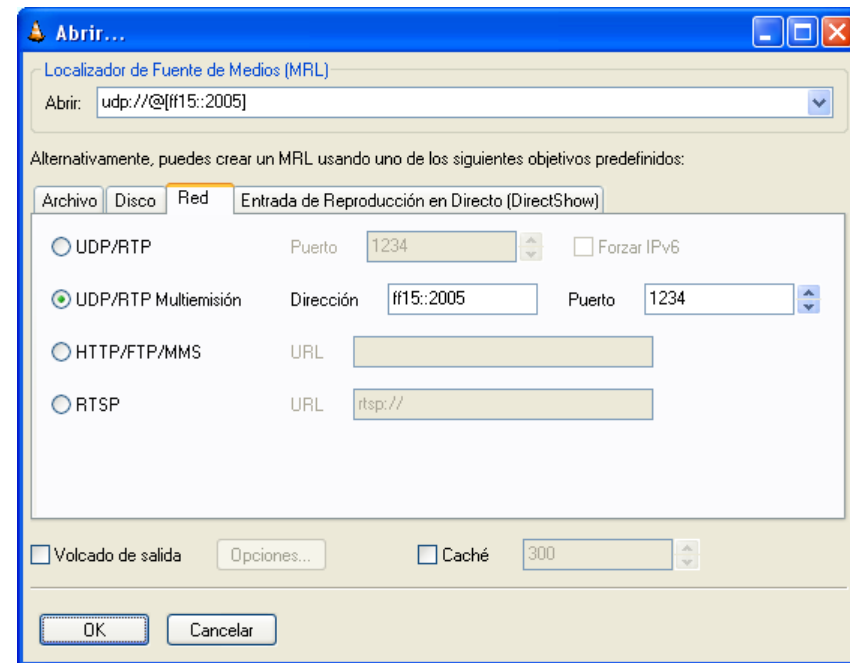 Abrir...
Localizador de Fuente de Medios (MRL)
Abrir: udp://@[ff15::2005]
Alternativamente, puedes crear un MRL usando uno de los siguientes objetivos predefinidos:
Archivo Disco Red Entrada de Reproducción en Directo (DirectShow)
UDP/RTP Puerto 1234 Forzar IPv6
UDP/RTP Multiemisión Dirección ff15::2005 Puerto 1234
HTTP/FTP/MMS URL
RTSP URL rtsp://
Volcado de salida Opciones... Caché 300
OK Cancelar